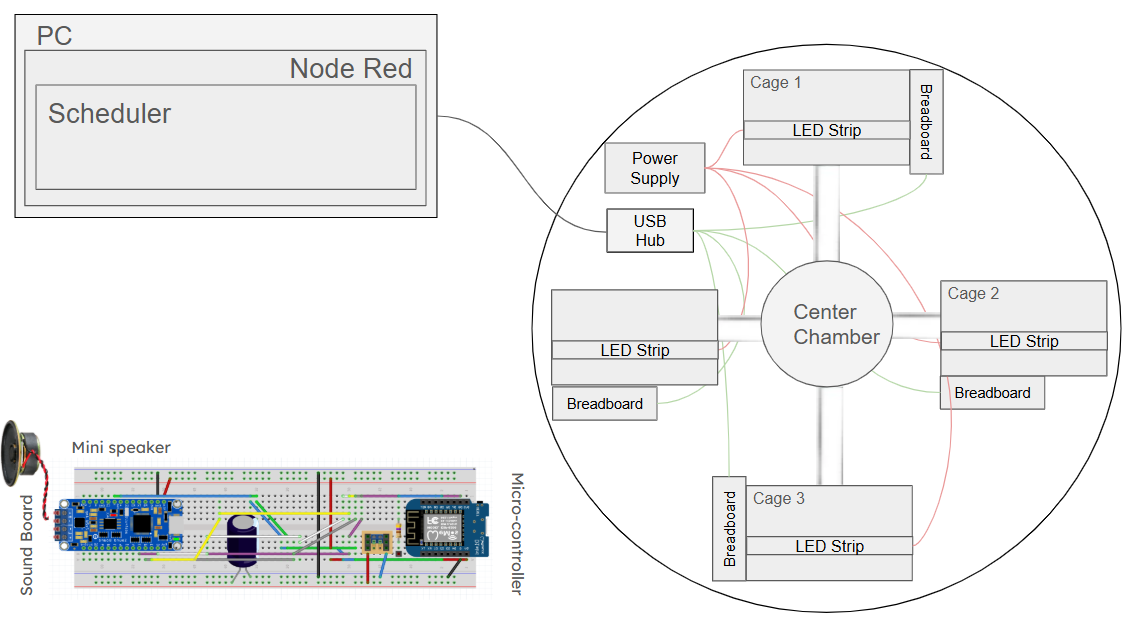 PC
Node Red
Scheduler
Cage 1
LED Strip
Breadboard
Power
Supply
USB
Hub
Center
Chamber
Cage 2
LED Strip
Breadboard
LED Strip
Breadboard
Cage 3
LED Strip
Breadboard
Mini speaker
Sound Board
Micro-controller